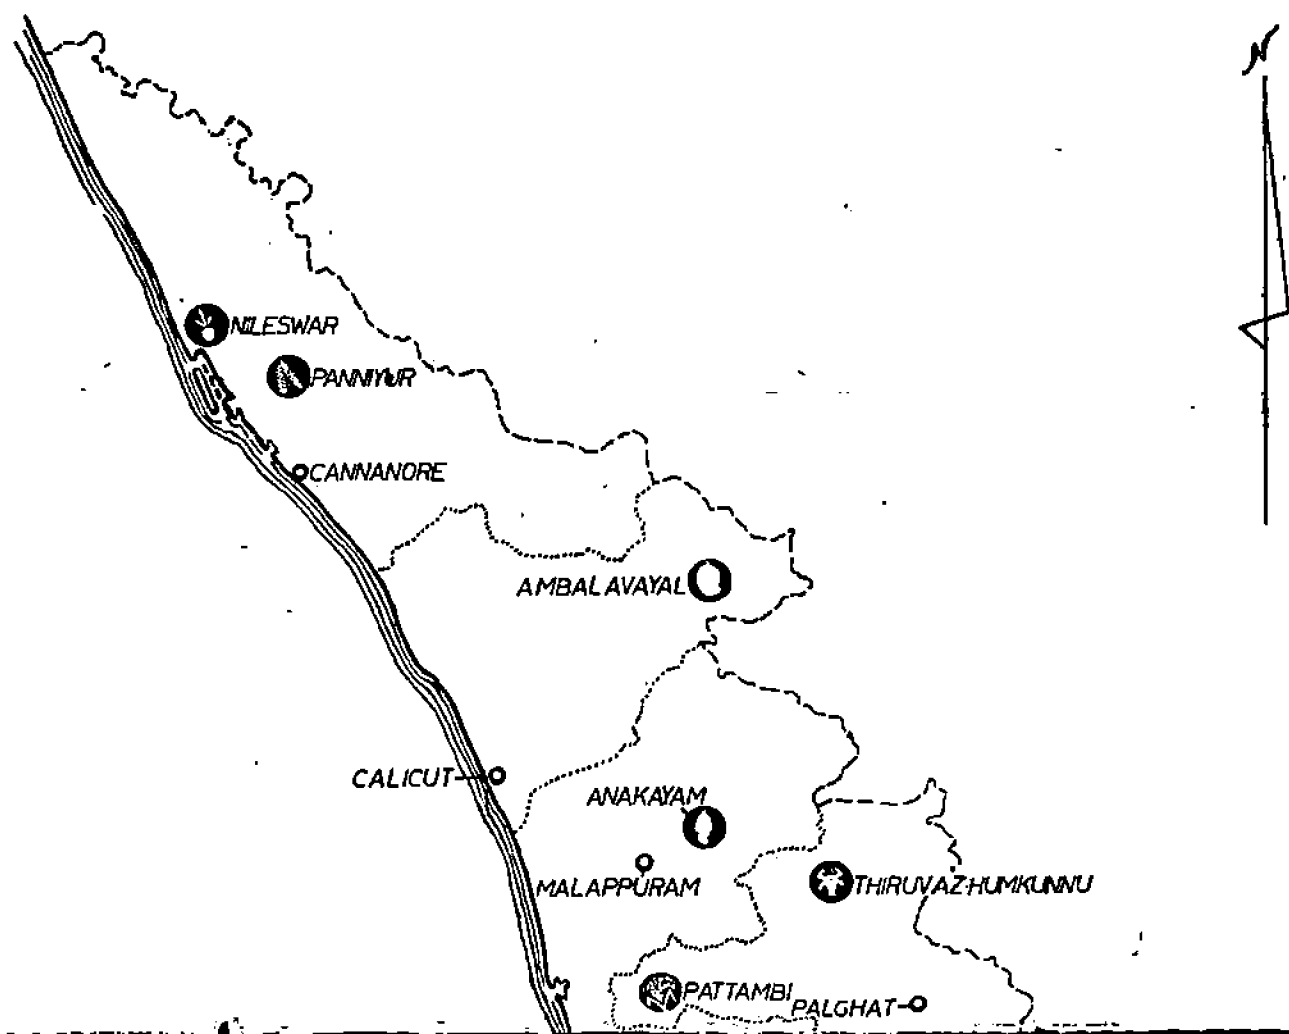 N
NILESWAR
PANNIYUR
CANNANORE
AMBALAVAYAL
CALICUT
ANAKAYAM
MALAPPURAM
THIRUVAZHUMKUNNU
PATTAMBI
PALGHAT